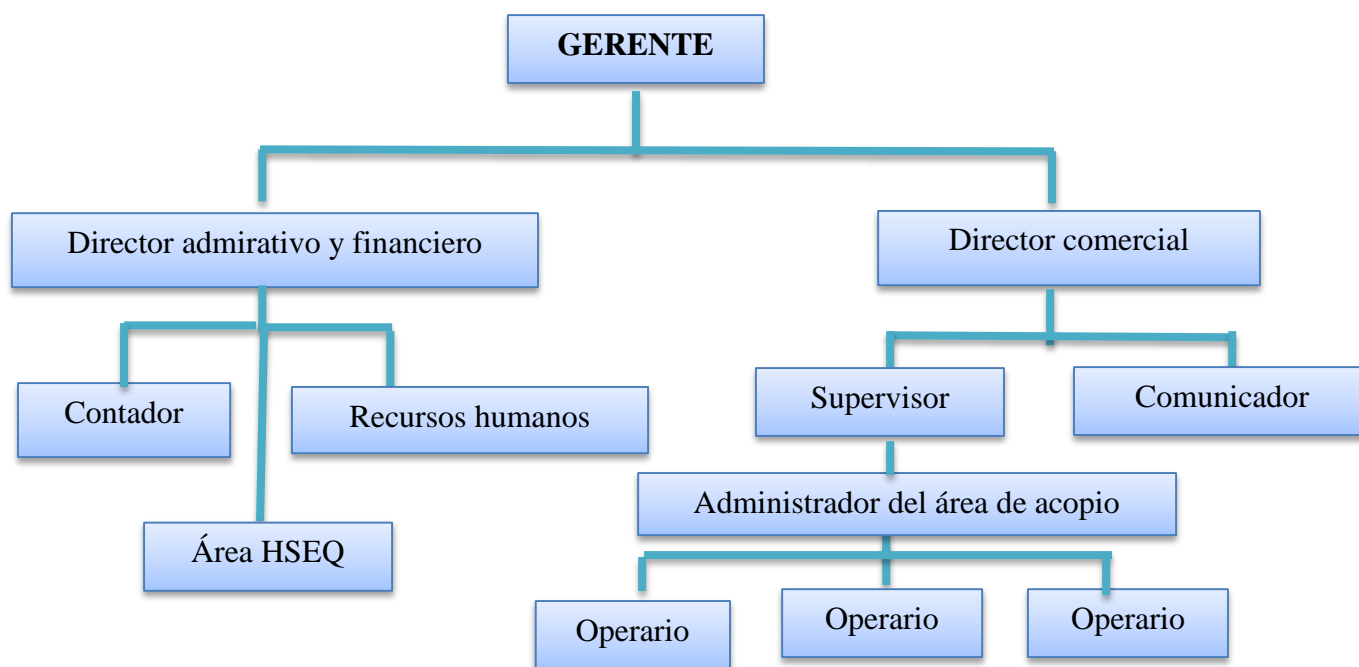 GERENTE
Director admirativo y financiero
Director comercial
Contador
Recursos humanos
Supervisor
Comunicador
Área HSEQ
Administrador del área de acopio
Operario
Operario
Operario